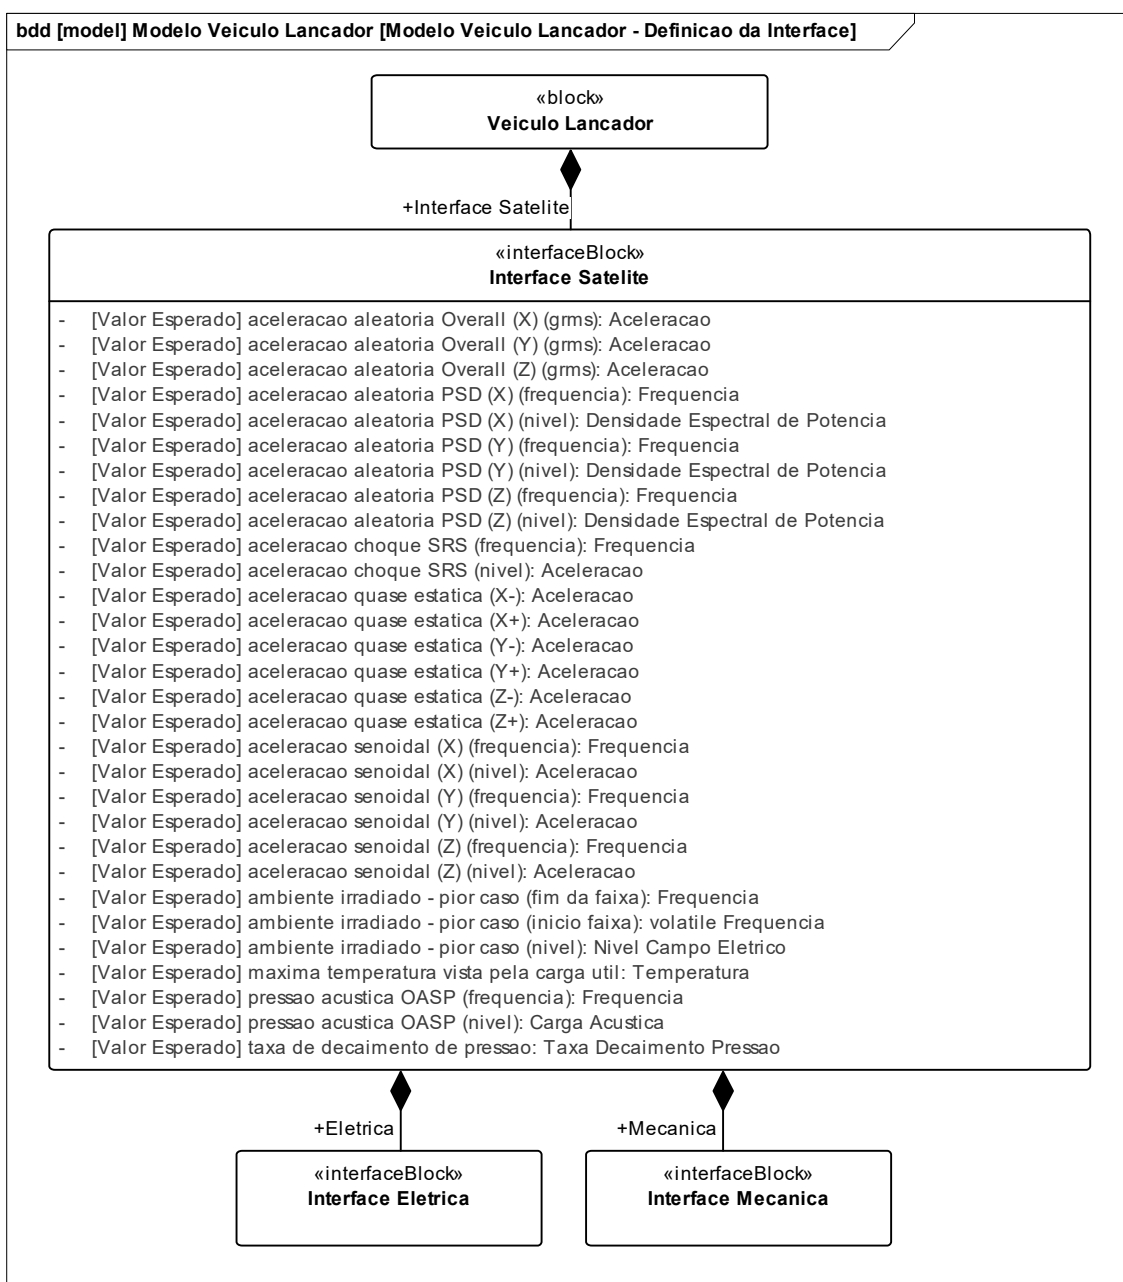 bdd [model] Modelo Veiculo Lancador [Modelo Veiculo Lancador - Definicao da Interface]
«block»
Veiculo Lancador
+Interface Satelite
«interfaceBlock»
Interface Satelite
- [Valor Esperado] aceleracao aleatoria Overall (X) (grms): Aceleracao
- [Valor Esperado] aceleracao aleatoria Overall (Y) (grms): Aceleracao
- [Valor Esperado] aceleracao aleatoria Overall (Z) (grms): Aceleracao
- [Valor Esperado] aceleracao aleatoria PSD (X) (frequencia): Frequencia
- [Valor Esperado] aceleracao aleatoria PSD (X) (nivel): Densidade Espectral de Potencia
- [Valor Esperado] aceleracao aleatoria PSD (Y) (frequencia): Frequencia
- [Valor Esperado] aceleracao aleatoria PSD (Y) (nivel): Densidade Espectral de Potencia
- [Valor Esperado] aceleracao aleatoria PSD (Z) (frequencia): Frequencia
- [Valor Esperado] aceleracao aleatoria PSD (Z) (nivel): Densidade Espectral de Potencia
- [Valor Esperado] aceleracao choque SRS (frequencia): Frequencia
- [Valor Esperado] aceleracao choque SRS (nivel): Aceleracao
- [Valor Esperado] aceleracao quase estatica (X-): Aceleracao
- [Valor Esperado] aceleracao quase estatica (X+): Aceleracao
- [Valor Esperado] aceleracao quase estatica (Y-): Aceleracao
- [Valor Esperado] aceleracao quase estatica (Y+): Aceleracao
- [Valor Esperado] aceleracao quase estatica (Z-): Aceleracao
- [Valor Esperado] aceleracao quase estatica (Z+): Aceleracao
- [Valor Esperado] aceleracao senoidal (X) (frequencia): Frequencia
- [Valor Esperado] aceleracao senoidal (X) (nivel): Aceleracao
- [Valor Esperado] aceleracao senoidal (Y) (frequencia): Frequencia
- [Valor Esperado] aceleracao senoidal (Y) (nivel): Aceleracao
- [Valor Esperado] aceleracao senoidal (Z) (frequencia): Frequencia
- [Valor Esperado] aceleracao senoidal (Z) (nivel): Aceleracao
- [Valor Esperado] ambiente irradiado - pior caso (fim da faixa): Frequencia
- [Valor Esperado] ambiente irradiado - pior caso (inicio faixa): volatile Frequencia
- [Valor Esperado] ambiente irradiado - pior caso (nivel): Nivel Campo Eletrico
- [Valor Esperado] maxima temperatura vista pela carga util: Temperatura
- [Valor Esperado] pressao acustica OASP (frequencia): Frequencia
- [Valor Esperado] pressao acustica OASP (nivel): Carga Acustica
- [Valor Esperado] taxa de decaimento de pressao: Taxa Decaimento Pressao
+Eletrica
+Mecanica
«interfaceBlock»
Interface Eletrica
«interfaceBlock»
Interface Mecanica